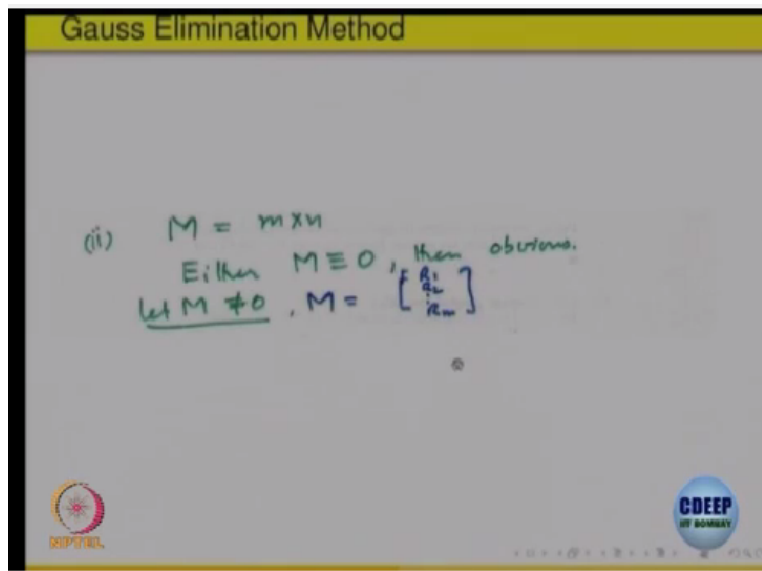 Gauss Elimination Method
(ii) M = m×n
Either M ≡ 0, then obvious.
let M ≠ 0, M = [R1 R2 ⋮ Rm]
NPTEL
CDEEP
IIT BOMBAY